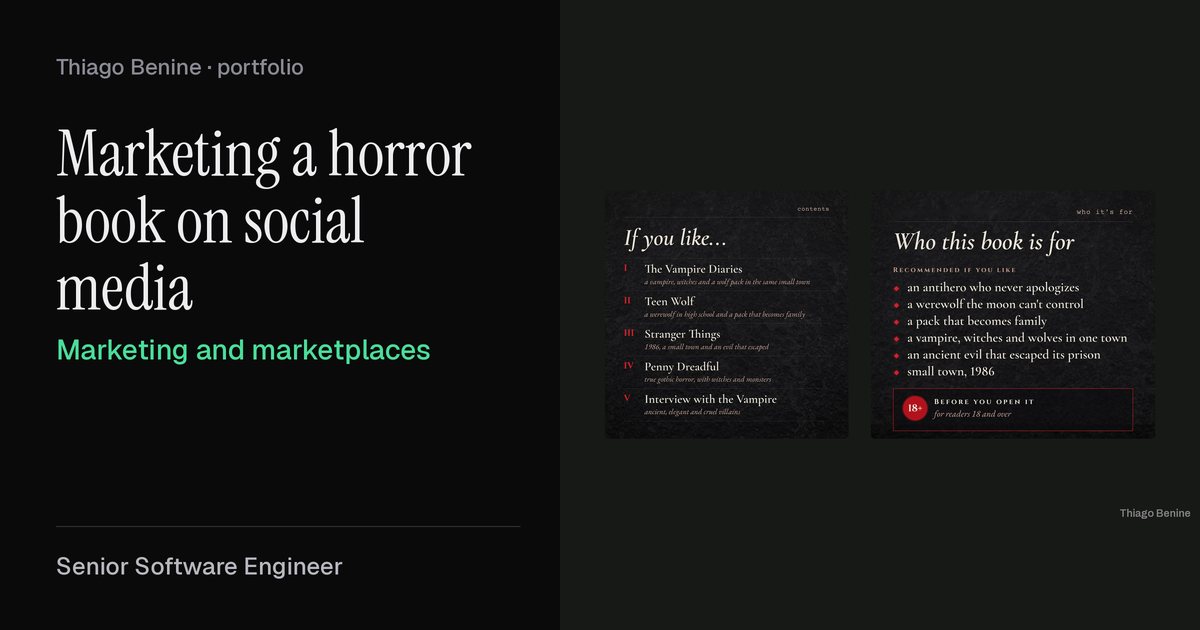 Thiago Benine · portfolio
Marketing a horror
book on social
media
Marketing and marketplaces
Senior Software Engineer
contents
If you like...
I
The Vampire Diaries
a vampire, witches and a wolf pack in the same small town
II
Teen Wolf
a werewolf in high school and a pack that becomes family
III
Stranger Things
1986, a small town and an evil that escaped
IV
Penny Dreadful
true gothic horror, with witches and monsters
V
Interview with the Vampire
ancient, elegant and cruel villains
who it's for
Who this book is for
Recommended if you like
an antihero who never apologizes
a werewolf the moon can't control
a pack that becomes family
a vampire, witches and wolves in one town
an ancient evil that escaped its prison
small town, 1986
18+
Before you open it
for readers 18 and over
Thiago Benine